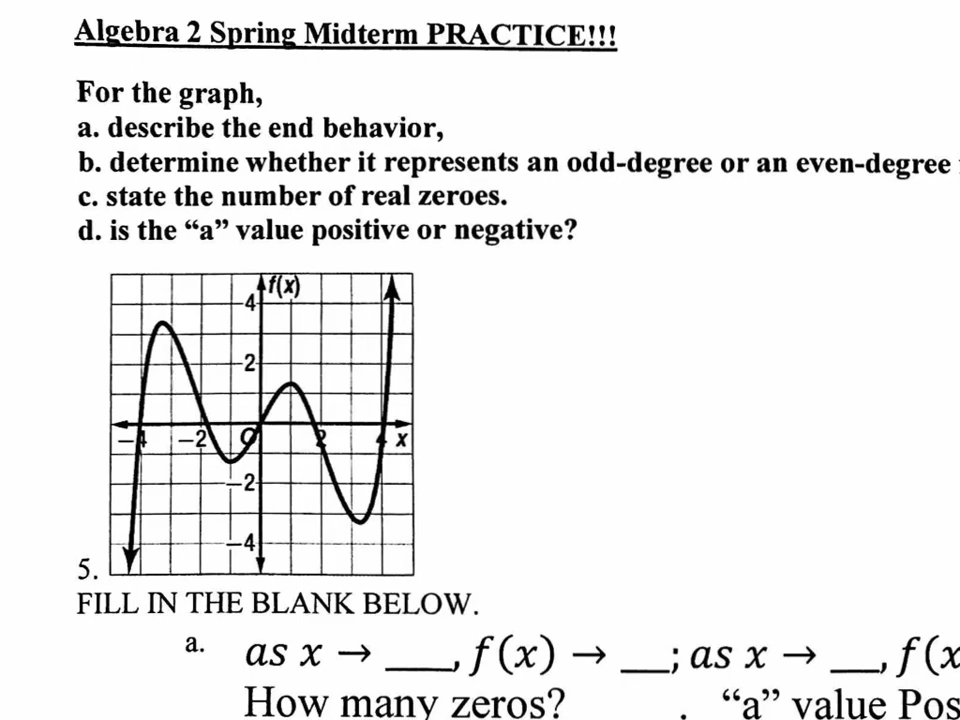 Algebra 2 Spring Midterm PRACTICE!!!
For the graph,
a. describe the end behavior,
b. determine whether it represents an odd-degree or an even-degree
c. state the number of real zeroes.
d. is the “a” value positive or negative?
f(x)
4
2
-4 -2 O 2 4 x
-2
-4
5.
FILL IN THE BLANK BELOW.
a. as x → ___, f(x) → __; as x → __, f(x
How many zeros? . “a” value Pos